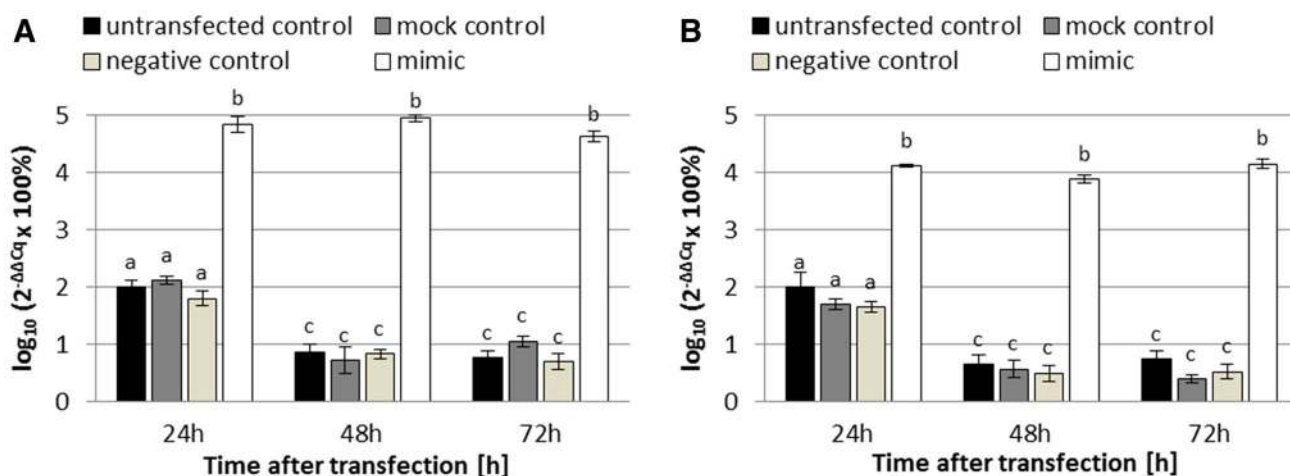 A
untransfected control
mock control
negative control
mimic
log₁₀ (2⁻ΔΔCq x 100%)
5
4
3
2
1
0
a a a b
c c c b
c c c b
24h 48h 72h
Time after transfection [h]
B
untransfected control
mock control
negative control
mimic
log₁₀ (2⁻ΔΔCq x 100%)
5
4
3
2
1
0
a a a b
c c c b
c c c b
24h 48h 72h
Time after transfection [h]